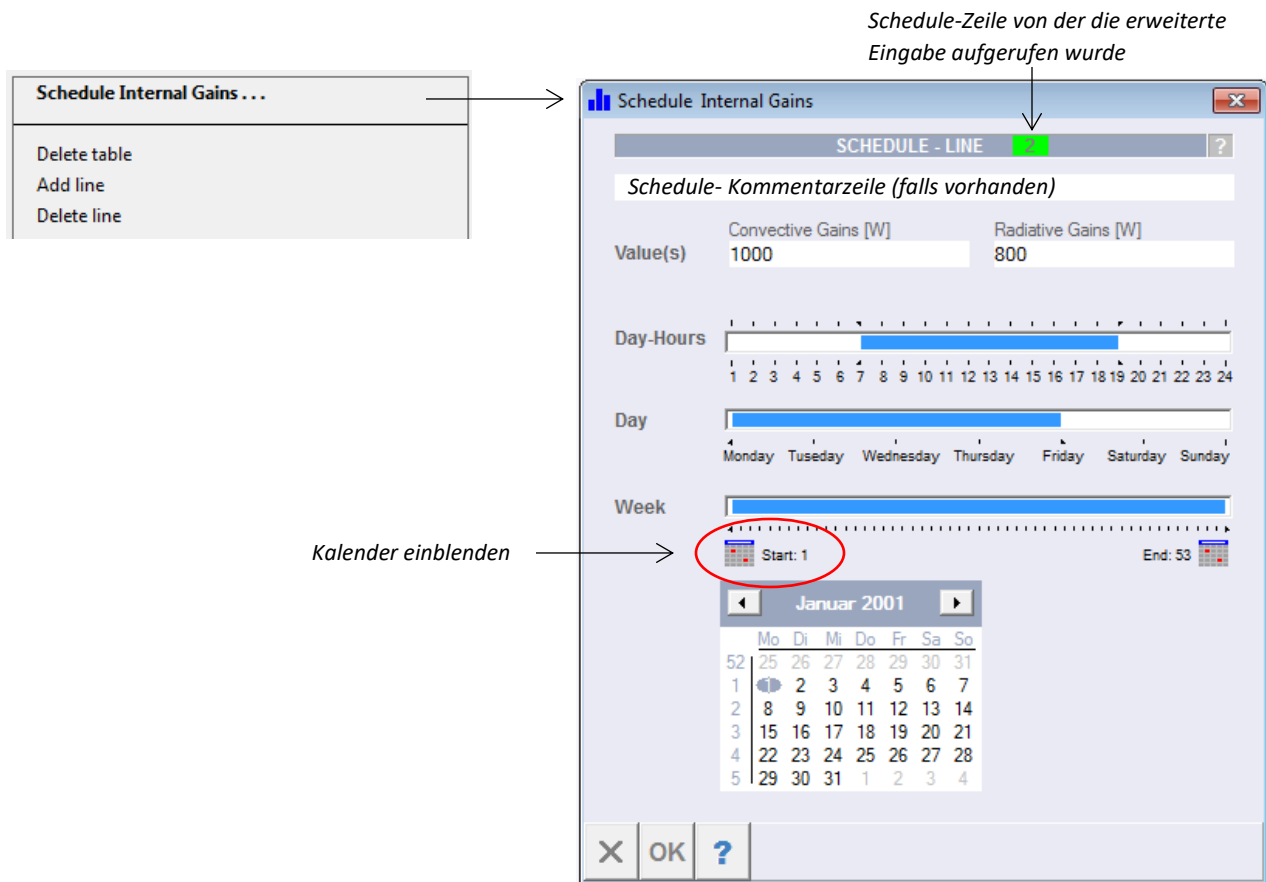 Schedule-Zeile von der die erweiterte
Eingabe aufgerufen wurde
Schedule Internal Gains . . .
Delete table
Add line
Delete line
Schedule Internal Gains
SCHEDULE - LINE 2 ?
Schedule- Kommentarzeile (falls vorhanden)
Convective Gains [W] Radiative Gains [W]
Value(s) 1000 800
Day-Hours
1 2 3 4 5 6 7 8 9 10 11 12 13 14 15 16 17 18 19 20 21 22 23 24
Day
Monday Tuseday Wednesday Thursday Friday Saturday Sunday
Week
Kalender einblenden
Start: 1 End: 53
Januar 2001
Mo Di Mi Do Fr Sa So
52 25 26 27 28 29 30 31
1 1 2 3 4 5 6 7
2 8 9 10 11 12 13 14
3 15 16 17 18 19 20 21
4 22 23 24 25 26 27 28
5 29 30 31 1 2 3 4
OK ?